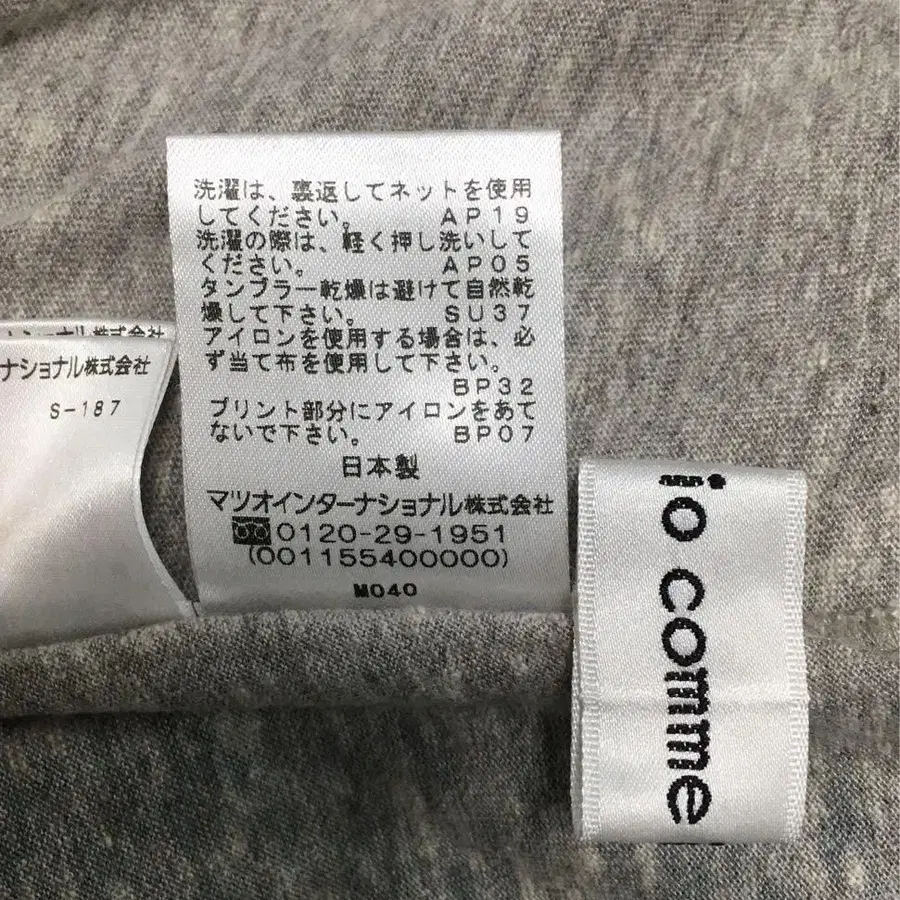 洗濯は、裏返してネットを使用
してください。 AP19
洗濯の際は、軽く押し洗いして
ください。 AP05
タンブラー乾燥は避けて自然乾
燥して下さい。 SU37
アイロンを使用する場合は、必
ず当て布を使用して下さい。
BP32
プリント部分にアイロンをあて
ないで下さい。 BP07
日本製
マツオインターナショナル株式会社
0120-29-1951
(001155400000)
M040
ナショナル株式会社
S-187
io comme